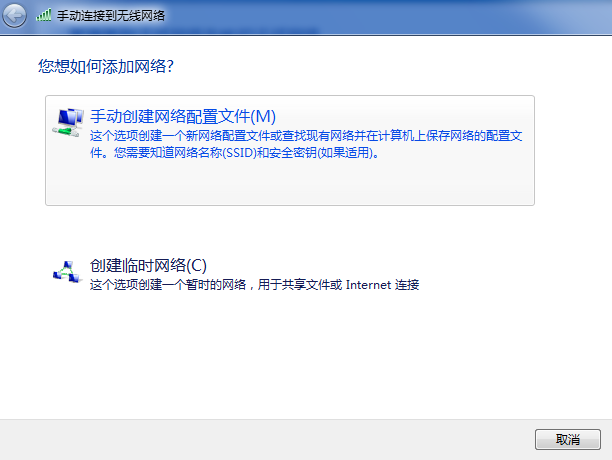 手动连接到无线网络
您想如何添加网络?
手动创建网络配置文件(M)
这个选项创建一个新网络配置文件或查找现有网络并在计算机上保存网络的配置文
件。您需要知道网络名称(SSID)和安全密钥(如果适用)。
创建临时网络(C)
这个选项创建一个暂时的网络，用于共享文件或 Internet 连接
取消